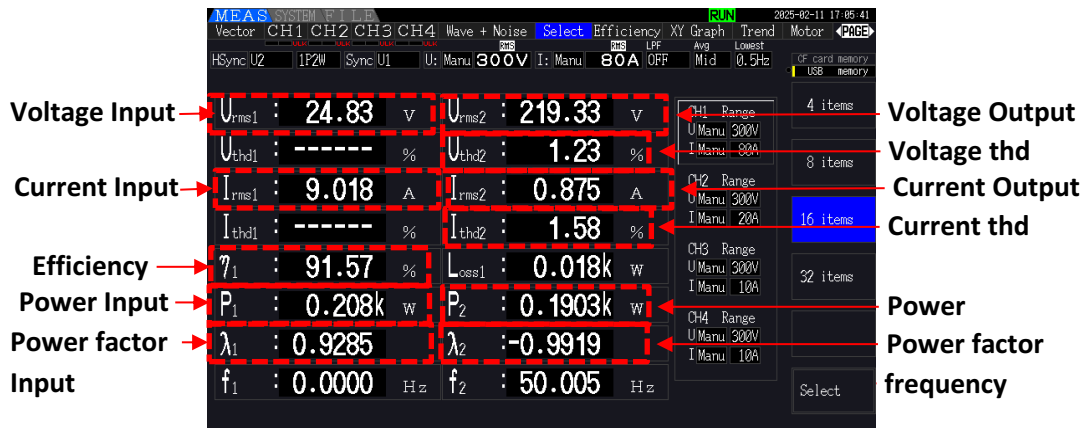 MEAS SYSTEM FILE RUN 2025-02-11 17:05:41
Vector CH1 CH2 CH3 CH4 Wave + Noise Select Efficiency XY Graph Trend Motor PAGE
RMS RMS LPF Avg Lowest
HSync U2 1P2W Sync U1 U: Manu 300V I: Manu 80A OFF Mid 0.5Hz CF card memory
USB memory
Voltage Input Urms1 : 24.83 V Urms2 : 219.33 V CH1 Range 4 items Voltage Output
U Manu 300V
Uthd1 : ------ % Uthd2 : 1.23 % I Manu 80A 8 items Voltage thd
Current Input Irms1 : 9.018 A Irms2 : 0.875 A CH2 Range Current Output
U Manu 300V
Ithd1 : ------ % Ithd2 : 1.58 % I Manu 20A 16 items Current thd
Efficiency η1 : 91.57 % Loss1 : 0.018k W CH3 Range 32 items
U Manu 300V
I Manu 10A
Power Input P1 : 0.208k W P2 : 0.1903k W CH4 Range Power
Power factor λ1 : 0.9285 λ2 :-0.9919 U Manu 300V Power factor
I Manu 10A
Input f1 : 0.0000 Hz f2 : 50.005 Hz Select frequency